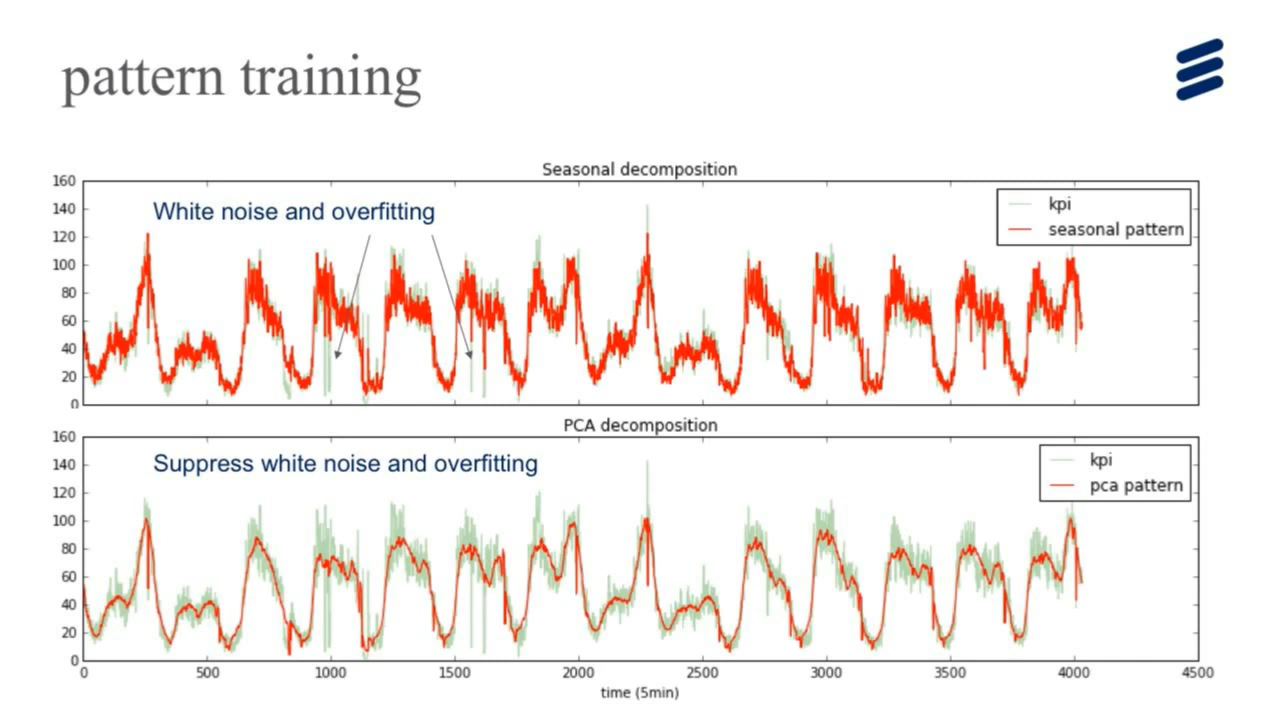 pattern training
Seasonal decomposition
160
140
120
100
80
60
40
20
0
White noise and overfitting
kpi
seasonal pattern
PCA decomposition
160
140
120
100
80
60
40
20
0
Suppress white noise and overfitting
kpi
pca pattern
0 500 1000 1500 2000 2500 3000 3500 4000 4500
time (5min)